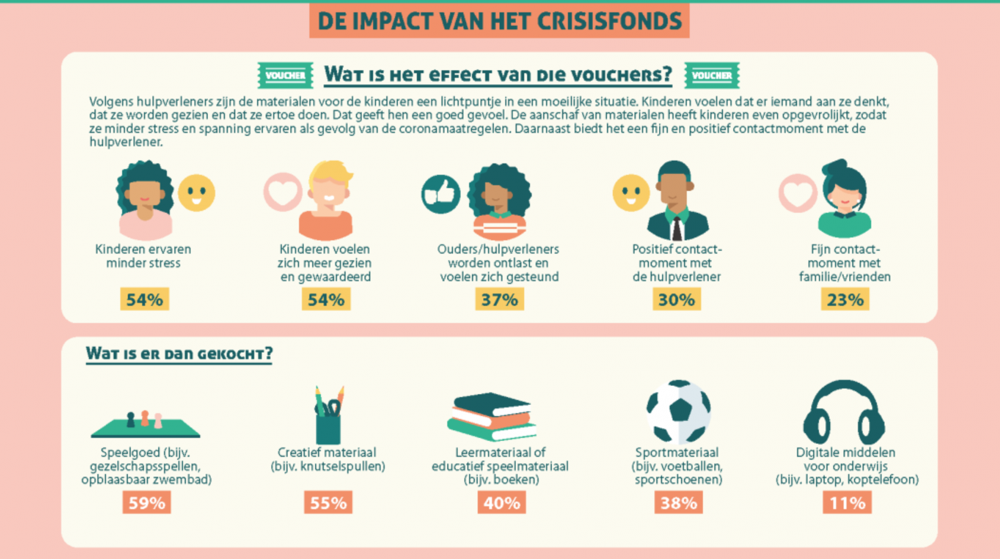 DE IMPACT VAN HET CRISISFONDS
VOUCHER
Wat is het effect van die vouchers?
VOUCHER
Volgens hulpverleners zijn de materialen voor de kinderen een lichtpuntje in een moeilijke situatie. Kinderen voelen dat er iemand aan ze denkt,
dat ze worden gezien en dat ze ertoe doen. Dat geeft hen een goed gevoel. De aanschaf van materialen heeft kinderen even opgevrolijkt, zodat
ze minder stress en spanning ervaren als gevolg van de coronamaatregelen. Daarnaast biedt het een fijn en positief contactmoment met de
hulpverlener.
Kinderen ervaren
minder stress
54%
Kinderen voelen
zich meer gezien
en gewaardeerd
54%
Ouders/hulpverleners
worden ontlast en
voelen zich gesteund
37%
Positief contact-
moment met
de hulpverlener
30%
Fijn contact-
moment met
familie/vrienden
23%
Wat is er dan gekocht?
Speelgoed (bijv.
gezelschapsspellen,
opblaasbaar zwembad)
59%
Creatief materiaal
(bijv. knutselspullen)
55%
Leermateriaal of
educatief speelmateriaal
(bijv. boeken)
40%
Sportmateriaal
(bijv. voetballen,
sportschoenen)
38%
Digitale middelen
voor onderwijs
(bijv. laptop, koptelefoon)
11%